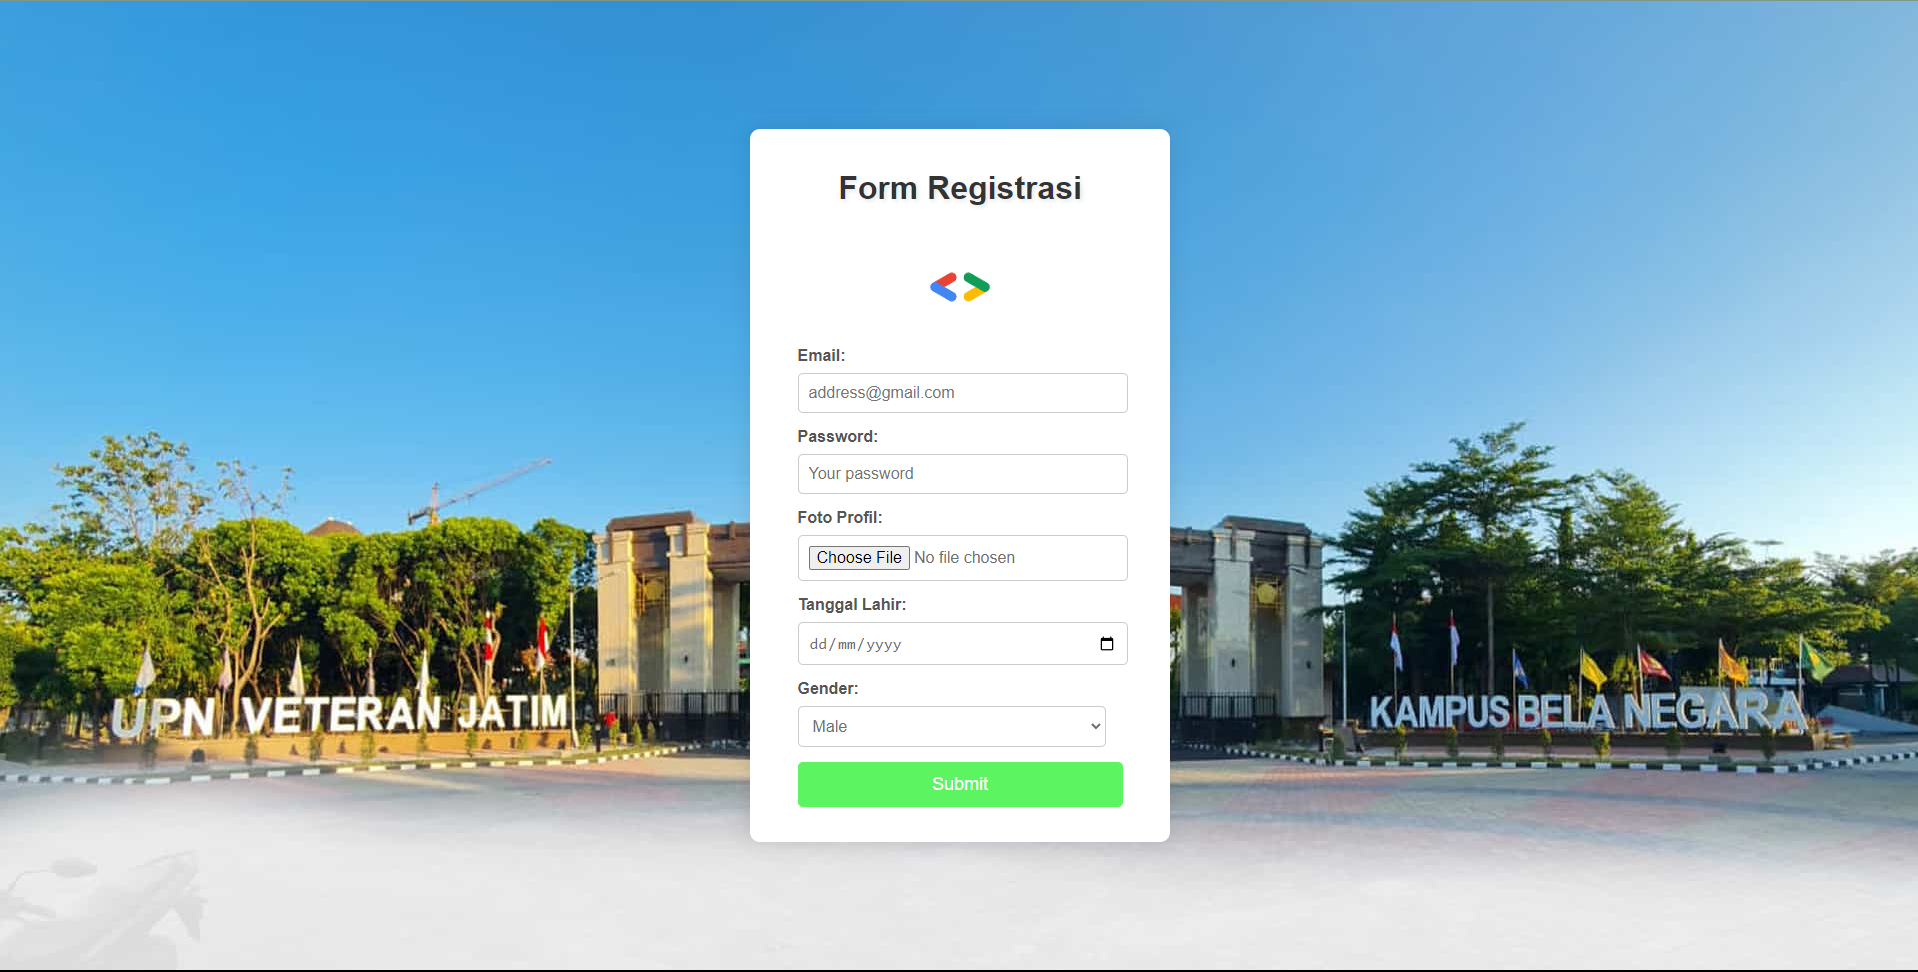 Form Registrasi
Email:
address@gmail.com
Password:
Your password
Foto Profil:
Choose File No file chosen
Tanggal Lahir:
dd/mm/yyyy
Gender:
Male
Submit
UPN VETERAN JATIM
KAMPUS BELA NEGARA